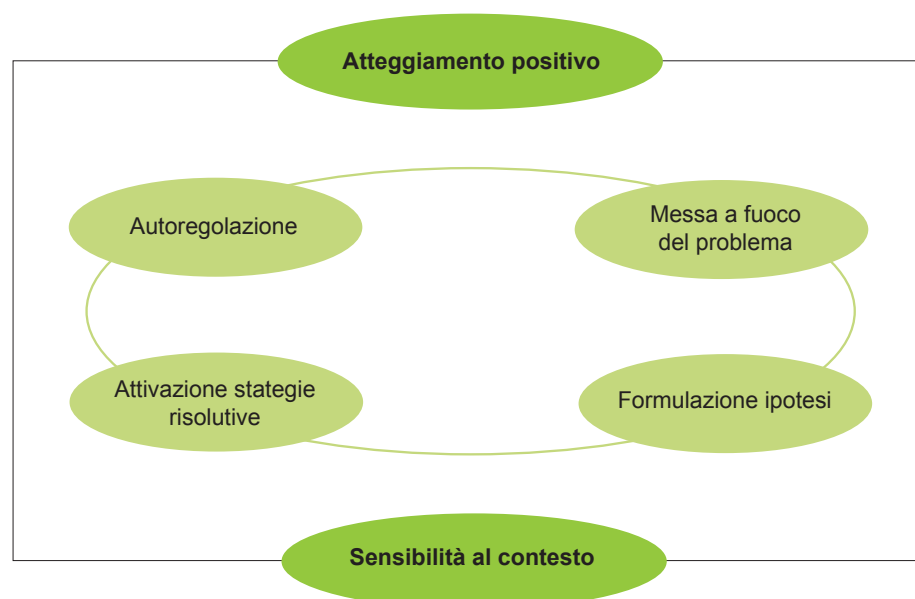 Atteggiamento positivo
Autoregolazione
Messa a fuoco
del problema
Attivazione stategie
risolutive
Formulazione ipotesi
Sensibilità al contesto